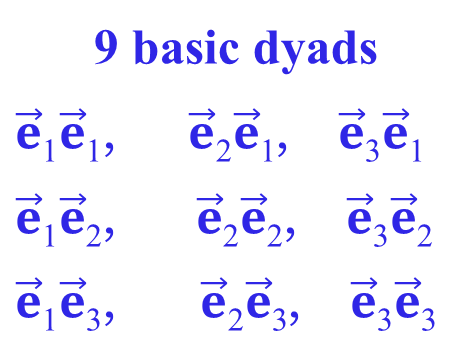 9 basic dyads
e⃗₁e⃗₁, e⃗₂e⃗₁, e⃗₃e⃗₁
e⃗₁e⃗₂, e⃗₂e⃗₂, e⃗₃e⃗₂
e⃗₁e⃗₃, e⃗₂e⃗₃, e⃗₃e⃗₃